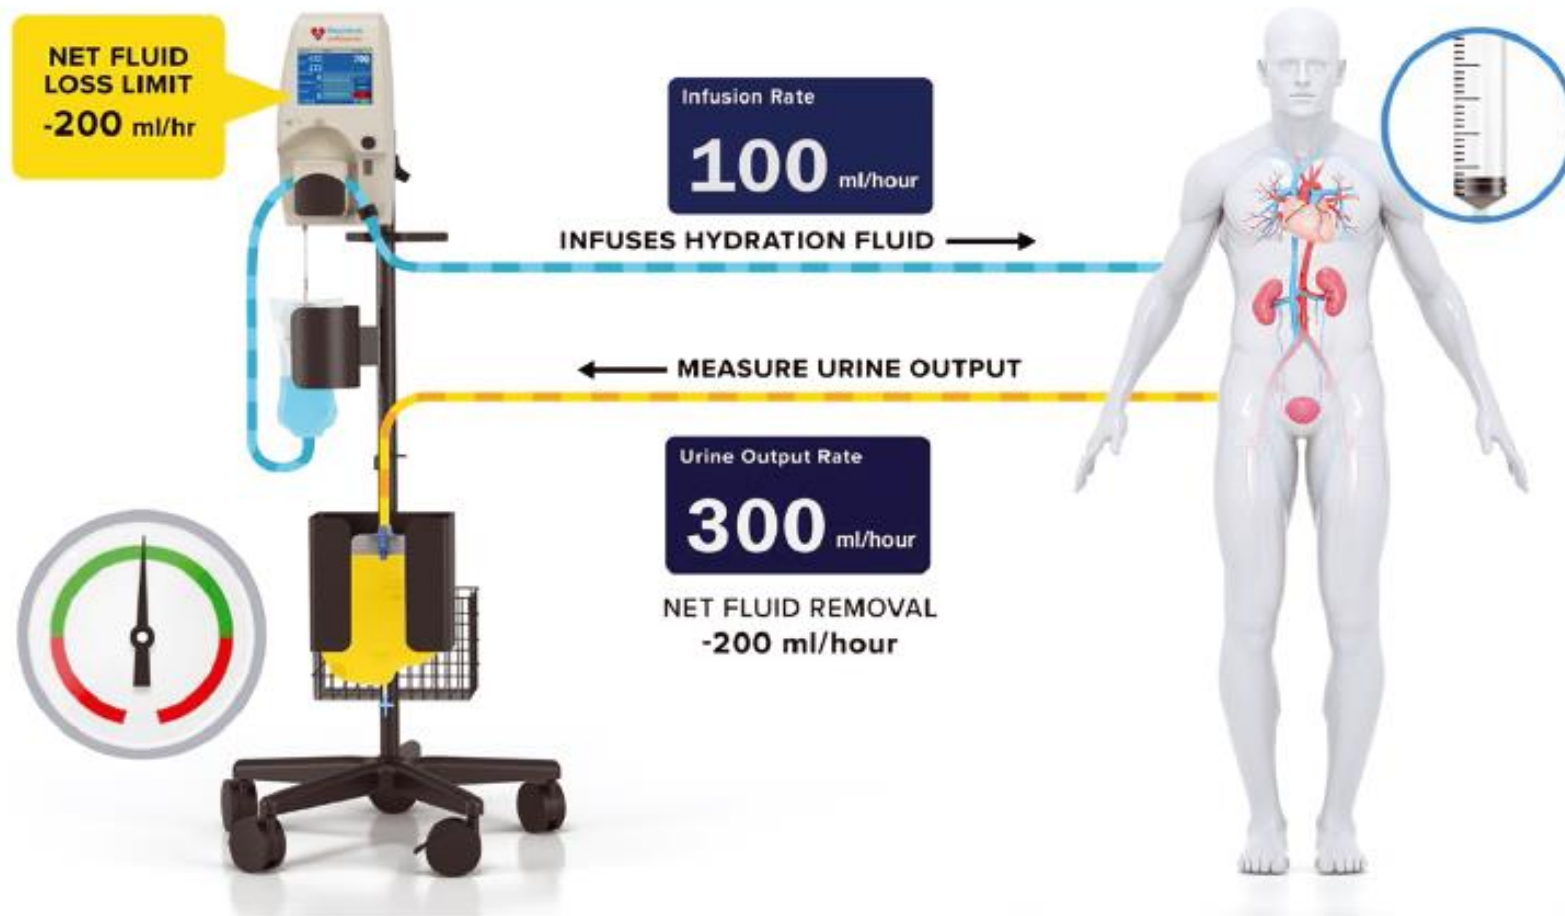 NET FLUID
LOSS LIMIT
-200 ml/hr
Infusion Rate
100 ml/hour
INFUSES HYDRATION FLUID
MEASURE URINE OUTPUT
Urine Output Rate
300 ml/hour
NET FLUID REMOVAL
-200 ml/hour